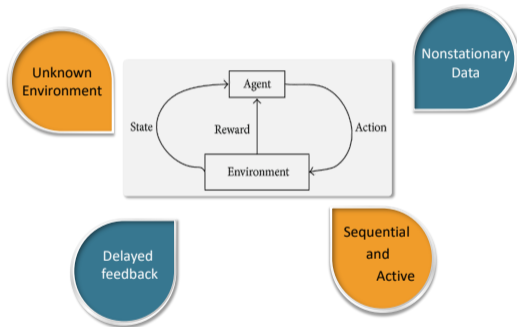 Unknown
Environment
Nonstationary
Data
Agent
State
Reward
Action
Environment
Delayed
feedback
Sequential
and
Active